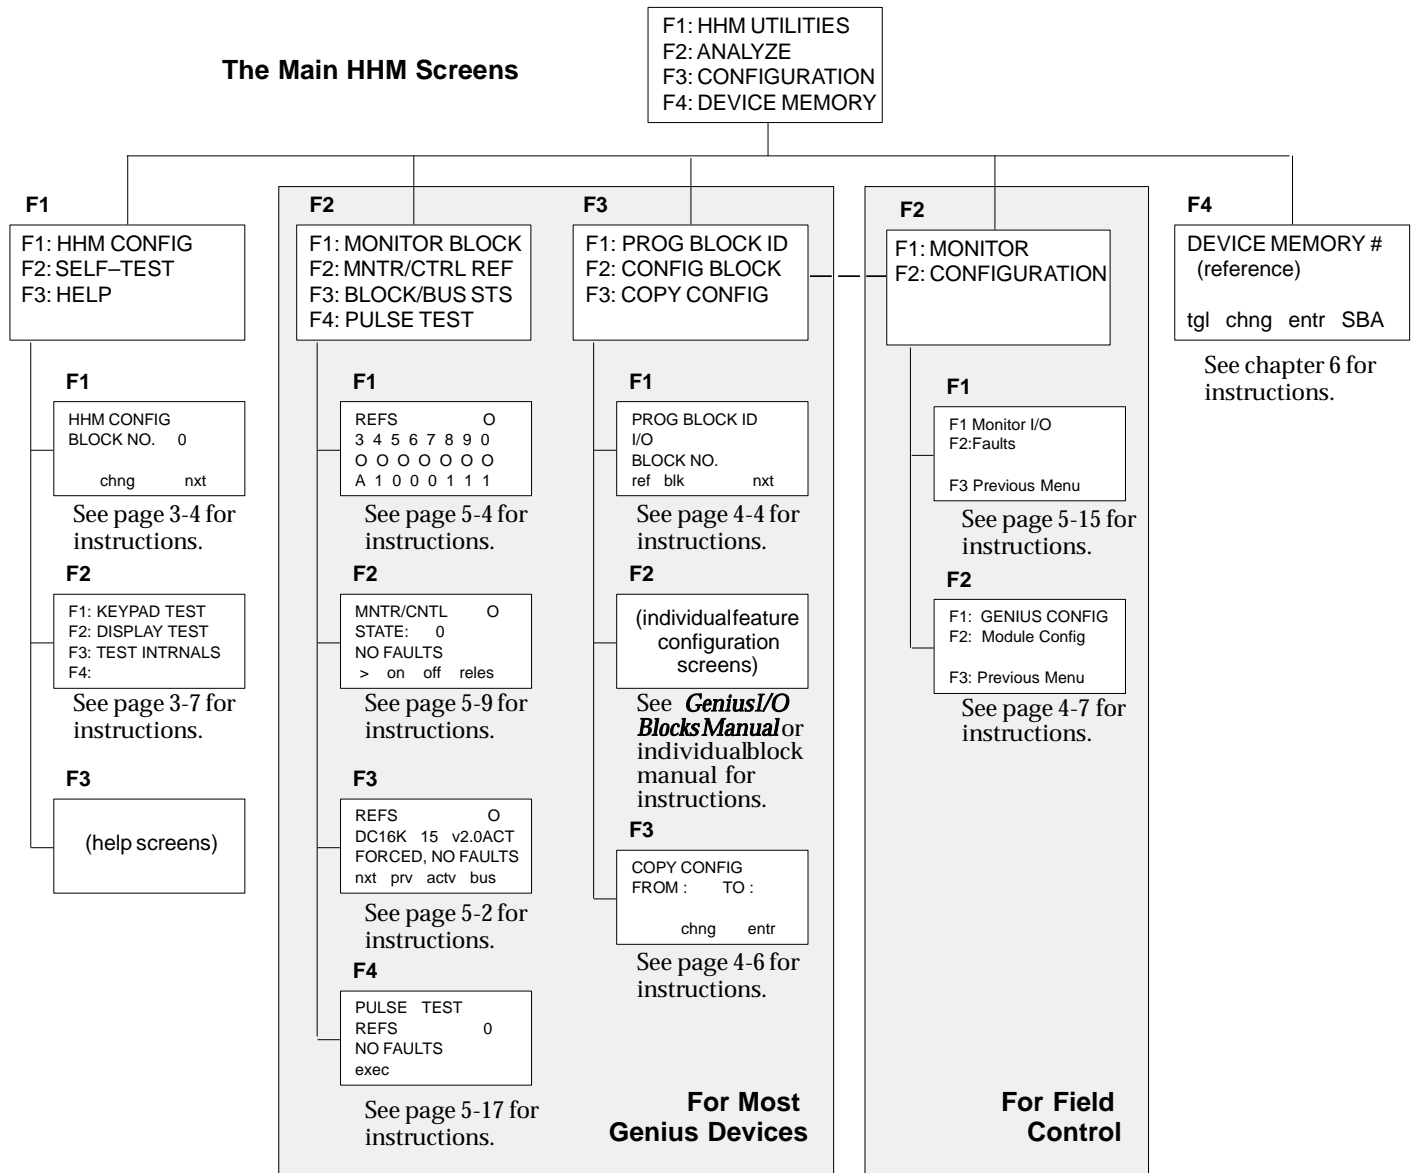 The Main HHM Screens
F1: HHM UTILITIES
F2: ANALYZE
F3: CONFIGURATION
F4: DEVICE MEMORY
F1
F1: HHM CONFIG
F2: SELF–TEST
F3: HELP
F1
HHM CONFIG
BLOCK NO. 0
chng nxt
See page 3-4 for
instructions.
F2
F1: KEYPAD TEST
F2: DISPLAY TEST
F3: TEST INTRNALS
F4:
See page 3-7 for
instructions.
F3
(help screens)
F2
F1: MONITOR BLOCK
F2: MNTR/CTRL REF
F3: BLOCK/BUS STS
F4: PULSE TEST
F1
REFS O
3 4 5 6 7 8 9 0
O O O O O O O
A 1 0 0 0 1 1 1
See page 5-4 for
instructions.
F2
MNTR/CNTL O
STATE: 0
NO FAULTS
> on off reles
See page 5-9 for
instructions.
F3
REFS O
DC16K 15 v2.0ACT
FORCED, NO FAULTS
nxt prv actv bus
See page 5-2 for
instructions.
F4
PULSE TEST
REFS 0
NO FAULTS
exec
See page 5-17 for
instructions.
F3
F1: PROG BLOCK ID
F2: CONFIG BLOCK
F3: COPY CONFIG
F1
PROG BLOCK ID
I/O
BLOCK NO.
ref blk nxt
See page 4-4 for
instructions.
F2
(individual feature
configuration
screens)
See Genius I/O
Blocks Manual or
individual block
manual for
instructions.
F3
COPY CONFIG
FROM : TO :
chng entr
See page 4-6 for
instructions.
For Most
Genius Devices
F2
F1: MONITOR
F2: CONFIGURATION
F1
F1 Monitor I/O
F2:Faults
F3 Previous Menu
See page 5-15 for
instructions.
F2
F1: GENIUS CONFIG
F2: Module Config
F3: Previous Menu
See page 4-7 for
instructions.
For Field
Control
F4
DEVICE MEMORY #
(reference)
tgl chng entr SBA
See chapter 6 for
instructions.